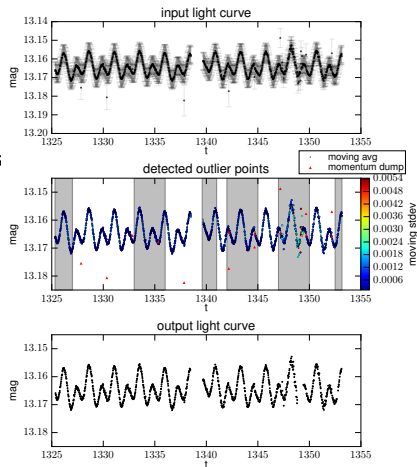 input light curve
13.14
13.15
13.16
13.17
13.18
13.19
13.20
mag
1325 1330 1335 1340 1345 1350 1355
t
moving avg
momentum dump
detected outlier points
13.15
13.16
13.17
13.18
mag
1325 1330 1335 1340 1345 1350 1355
t
0.0054
0.0048
0.0042
0.0036
0.0030
0.0024
0.0018
0.0012
0.0006
moving stdev
output light curve
13.15
13.16
13.17
13.18
mag
1325 1330 1335 1340 1345 1350 1355
t